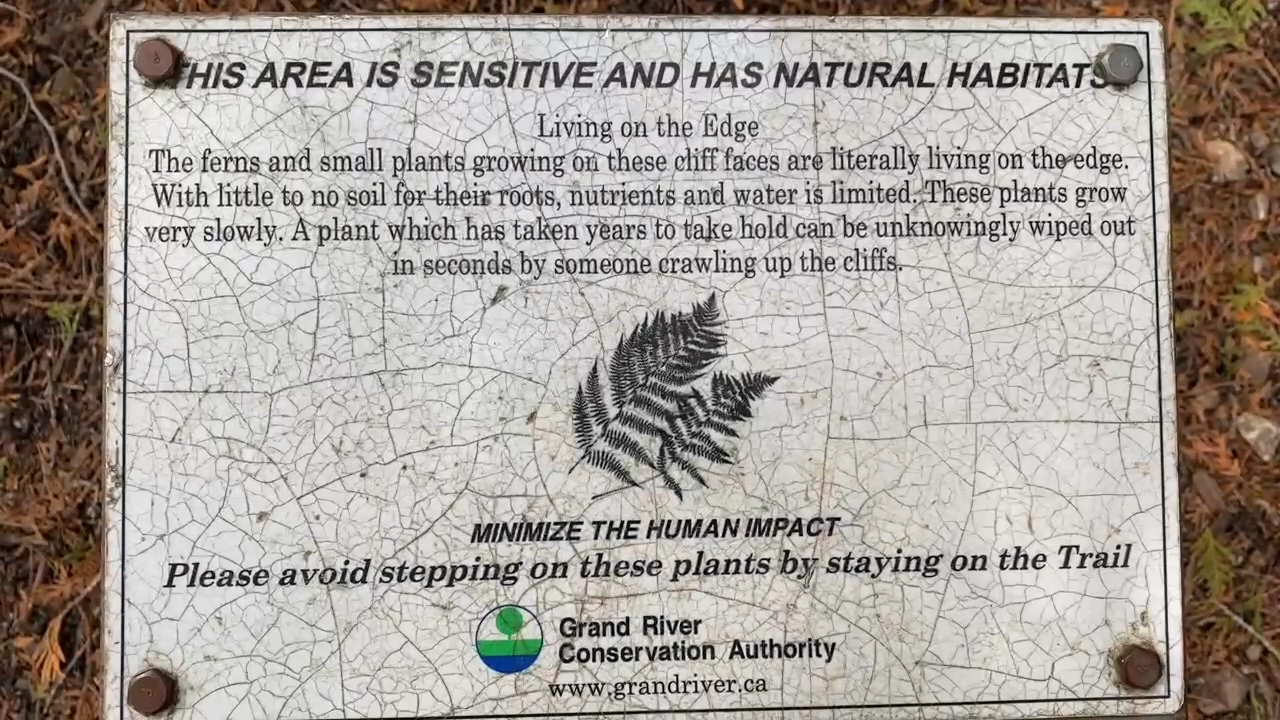 THIS AREA IS SENSITIVE AND HAS NATURAL HABITATS
Living on the Edge
The ferns and small plants growing on these cliff faces are literally living on the edge.
With little to no soil for their roots, nutrients and water is limited. These plants grow
very slowly. A plant which has taken years to take hold can be unknowingly wiped out
in seconds by someone crawling up the cliffs.
MINIMIZE THE HUMAN IMPACT
Please avoid stepping on these plants by staying on the Trail
Grand River
Conservation Authority
www.grandriver.ca